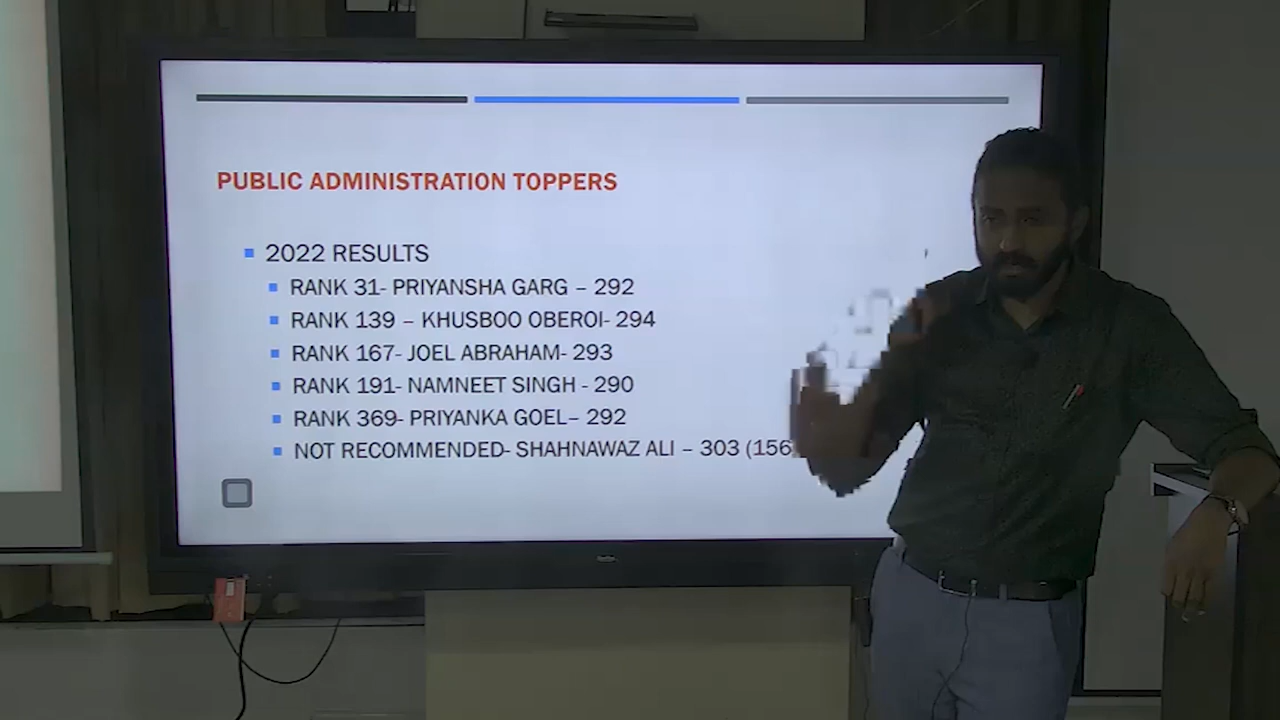 PUBLIC ADMINISTRATION TOPPERS
2022 RESULTS
RANK 31- PRIYANSHA GARG – 292
RANK 139 – KHUSBOO OBEROI- 294
RANK 167- JOEL ABRAHAM- 293
RANK 191- NAMNEET SINGH - 290
RANK 369- PRIYANKA GOEL– 292
NOT RECOMMENDED- SHAHNAWAZ ALI – 303 (156